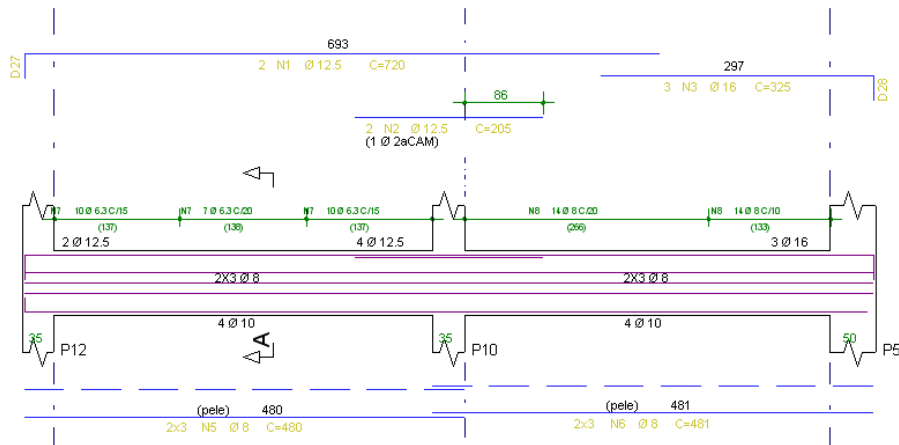 693
2 N1 Ø 12.5 C=720
D27
297
3 N3 Ø 16 C=325
D28
86
2 N2 Ø 12.5 C=205
(1 Ø 2aCAM)
N7 10 Ø 6.3 C/15 N7 7 Ø 6.3 C/20 N7 10 Ø 6.3 C/15 N8 14 Ø 8 C/20 N8 14 Ø 8 C/10
(137) (138) (137) (266) (133)
2 Ø 12.5 4 Ø 12.5 3 Ø 16
2X3 Ø 8 2X3 Ø 8
4 Ø 10 4 Ø 10
35 P12 A 35 P10 50 P5
(pele) 480 (pele) 481
2x3 N5 Ø 8 C=480 2x3 N6 Ø 8 C=481